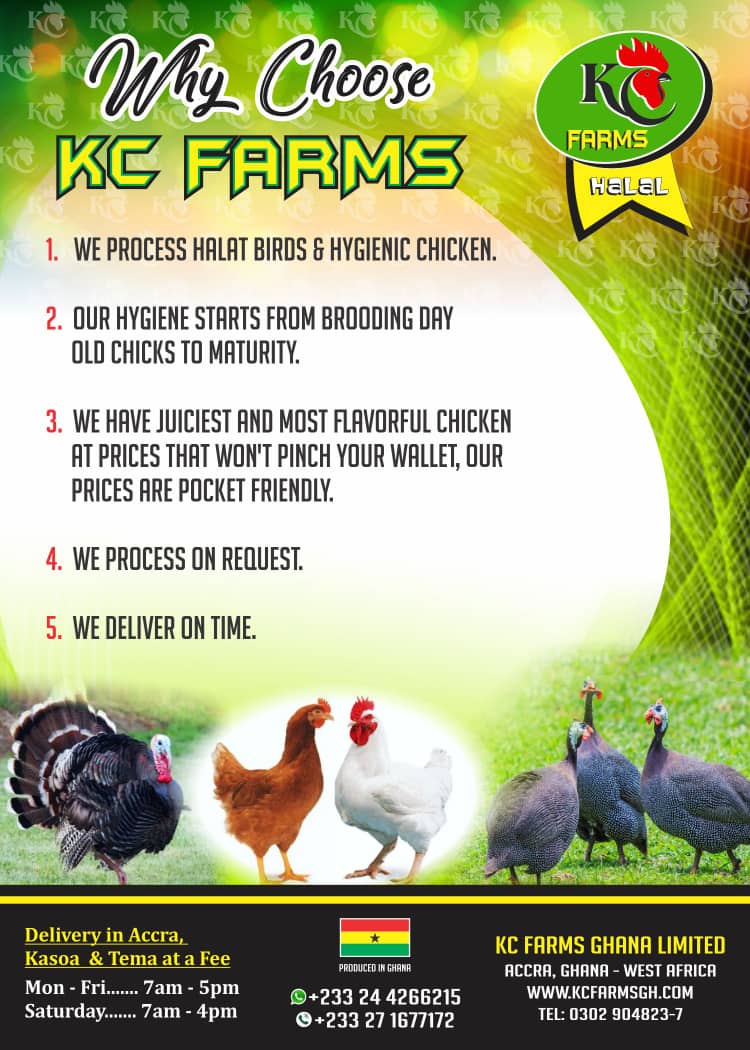 Why Choose
KC FARMS
KC
FARMS
HALAL
1. WE PROCESS HALAT BIRDS & HYGIENIC CHICKEN.
2. OUR HYGIENE STARTS FROM BROODING DAY
OLD CHICKS TO MATURITY.
3. WE HAVE JUICIEST AND MOST FLAVORFUL CHICKEN
AT PRICES THAT WON'T PINCH YOUR WALLET, OUR
PRICES ARE POCKET FRIENDLY.
4. WE PROCESS ON REQUEST.
5. WE DELIVER ON TIME.
Delivery in Accra,
Kasoa & Tema at a Fee
Mon - Fri....... 7am - 5pm
Saturday....... 7am - 4pm
PRODUCED IN GHANA
+233 24 4266215
+233 27 1677172
KC FARMS GHANA LIMITED
ACCRA, GHANA - WEST AFRICA
WWW.KCFARMSGH.COM
TEL: 0302 904823-7